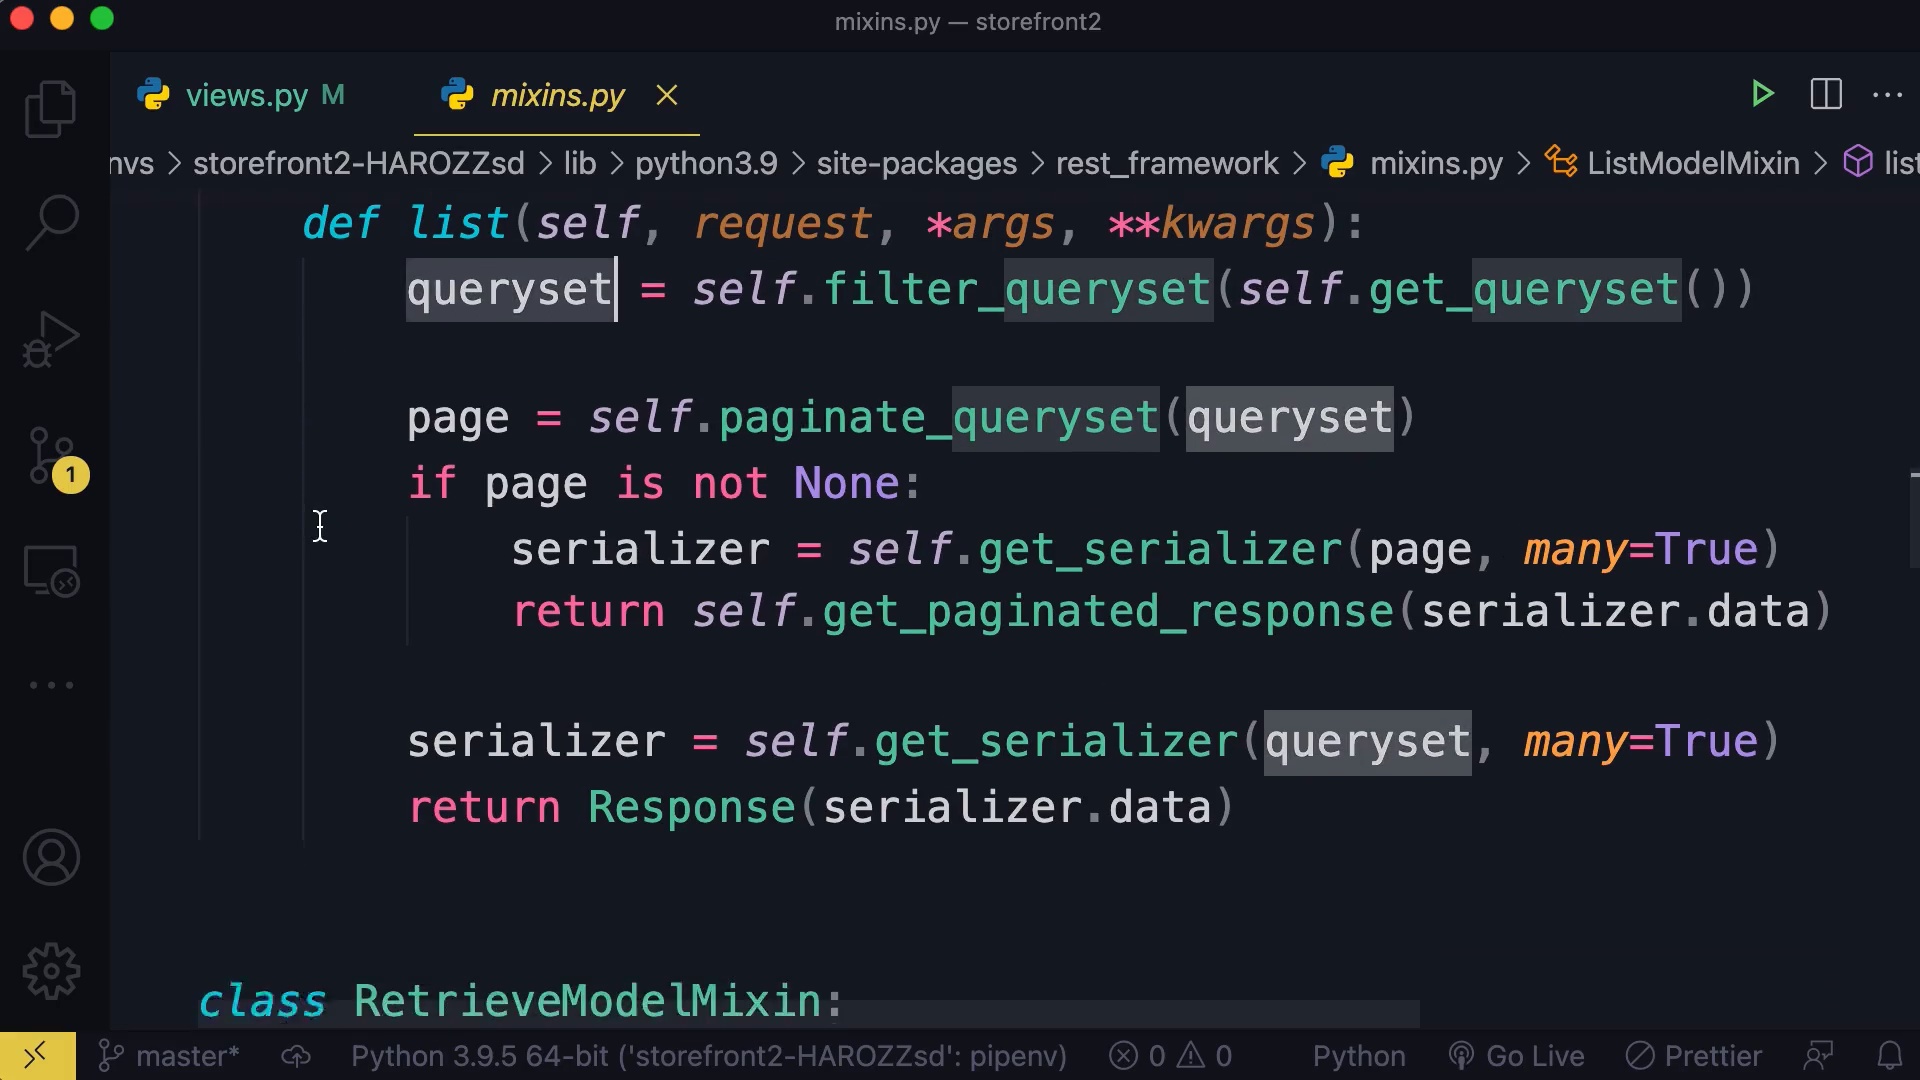 mixins.py — storefront2
views.py M
mixins.py
nvs > storefront2-HAROZZsd > lib > python3.9 > site-packages > rest_framework > mixins.py > ListModelMixin > list
def list(self, request, *args, **kwargs):
queryset = self.filter_queryset(self.get_queryset())
page = self.paginate_queryset(queryset)
if page is not None:
serializer = self.get_serializer(page, many=True)
return self.get_paginated_response(serializer.data)
serializer = self.get_serializer(queryset, many=True)
return Response(serializer.data)
class RetrieveModelMixin:
1
master* Python 3.9.5 64-bit ('storefront2-HAROZZsd': pipenv) 0 0 Python Go Live Prettier